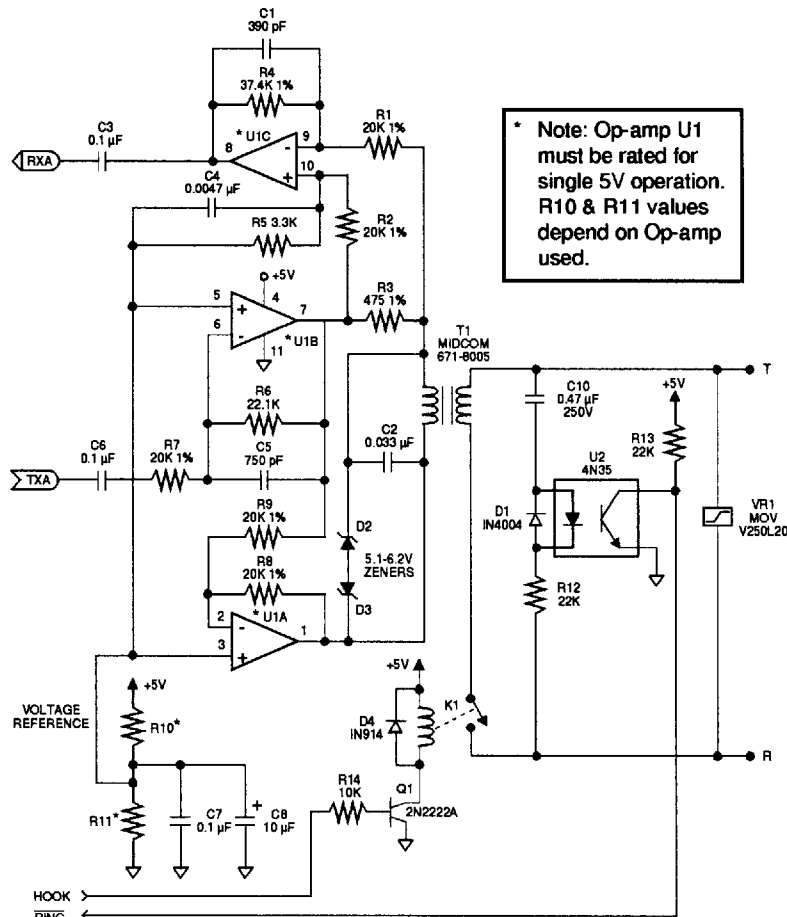 C1
390 pF
R4
37.4K 1%
C3
0.1 µF
8
* U1C
9
-
10
+
R1
20K 1%
RXA
C4
0.0047 µF
R5 3.3K
R2
20K 1%
* Note: Op-amp U1
must be rated for
single 5V operation.
R10 & R11 values
depend on Op-amp
used.
+5V
5
+
4
7
6
-
11
* U1B
R3
475 1%
T1
MIDCOM
671-8005
T
R6
22.1K
C2
0.033 µF
C10
0.47 µF
250V
+5V
R13
22K
C6
0.1 µF
R7
20K 1%
C5
750 pF
TXA
U2
4N35
D1
IN4004
VR1
MOV
V250L20
R9
20K 1%
D2
5.1-6.2V
ZENERS
R8
20K 1%
D3
R12
22K
* U1A
2
-
1
3
+
+5V
VOLTAGE
REFERENCE
R10*
+5V
K1
D4
IN914
R
R11*
C7
0.1 µF
+
C8
10 µF
R14
10K
Q1
2N2222A
HOOK
RING